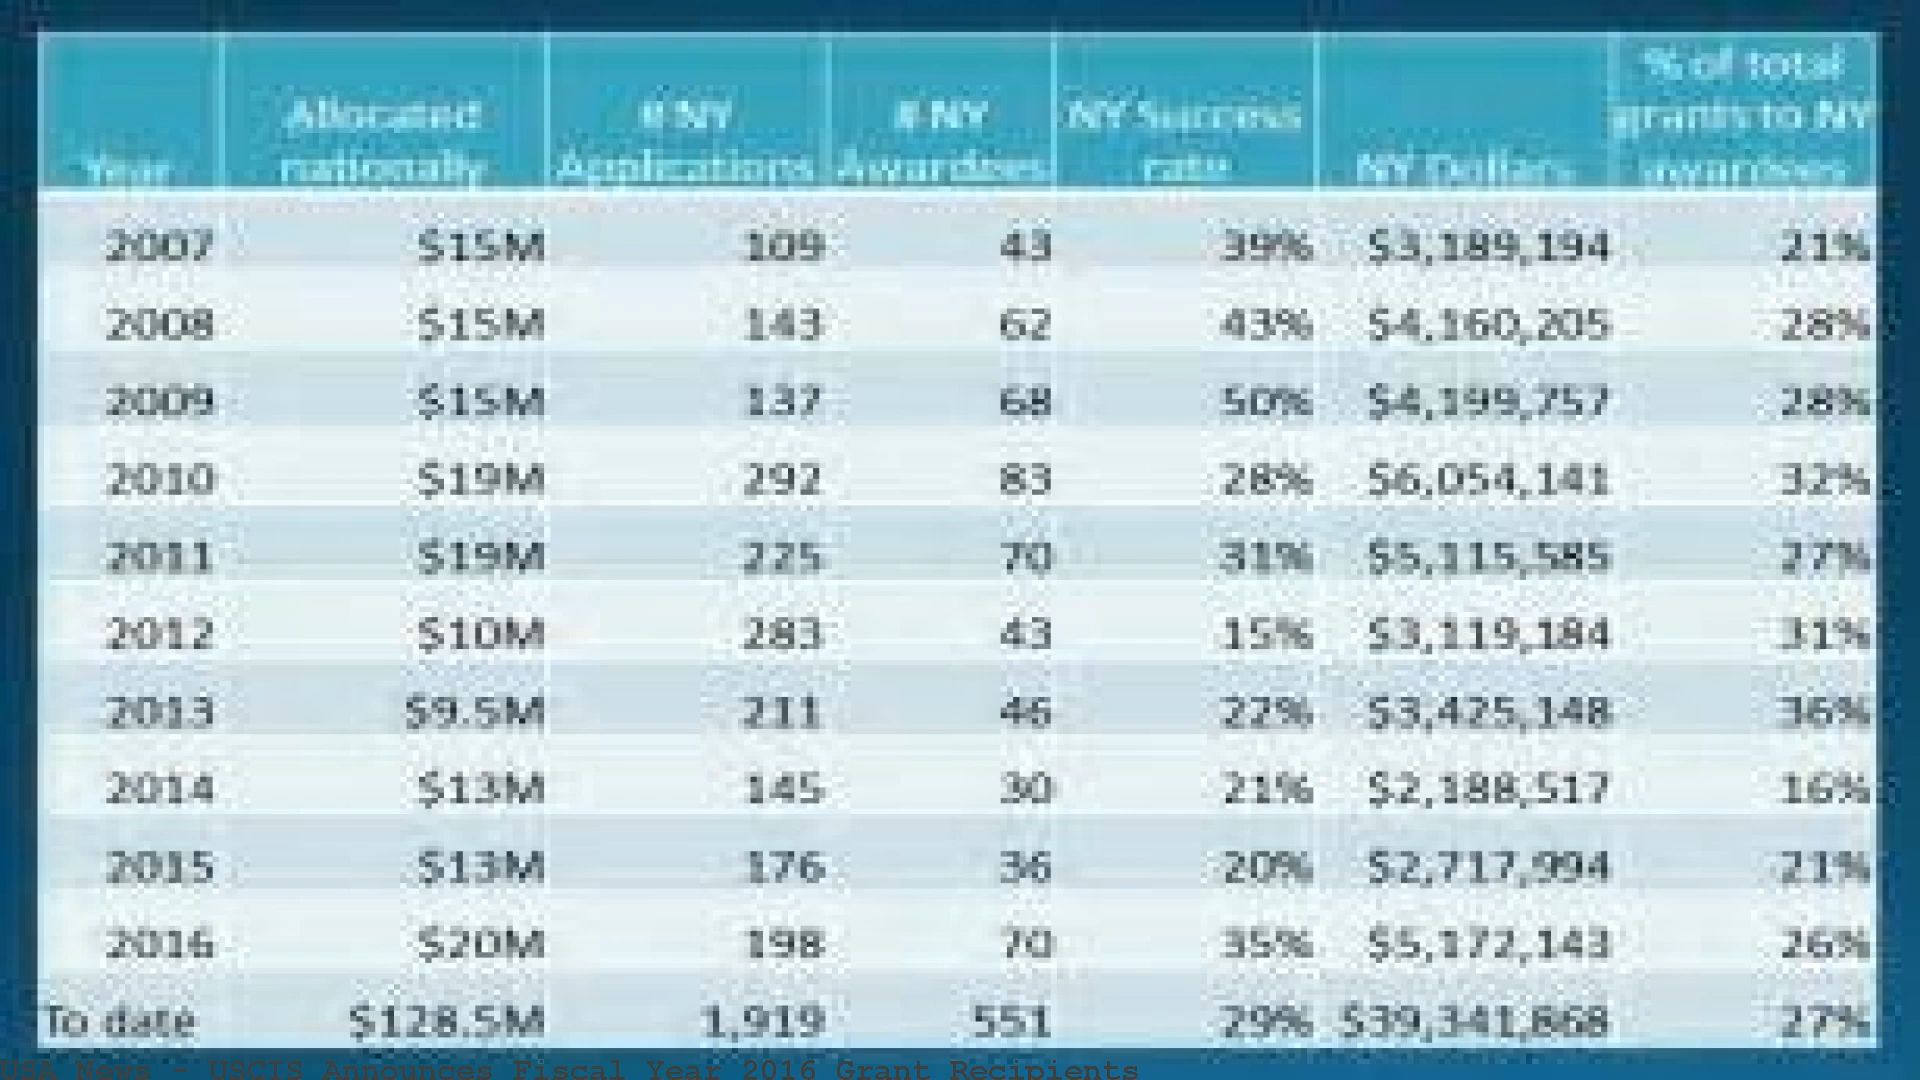 Year Allocated nationally # NY Applications # NY Awardees NY Success rate NY Dollars % of total grants to NY awardees
2007 $15M 109 43 39% $3,189,194 21%
2008 $15M 143 62 43% $4,160,205 28%
2009 $15M 137 68 50% $4,199,757 28%
2010 $19M 292 83 28% $6,054,141 32%
2011 $19M 225 70 31% $5,115,585 27%
2012 $10M 283 43 15% $3,119,184 31%
2013 $9.5M 211 46 22% $3,425,148 36%
2014 $13M 145 30 21% $2,188,517 16%
2015 $13M 176 36 20% $2,717,994 21%
2016 $20M 198 70 35% $5,172,143 26%
To date $128.5M 1,919 551 29% $39,341,868 27%
USA News - USCIS Announces Fiscal Year 2016 Grant Recipients